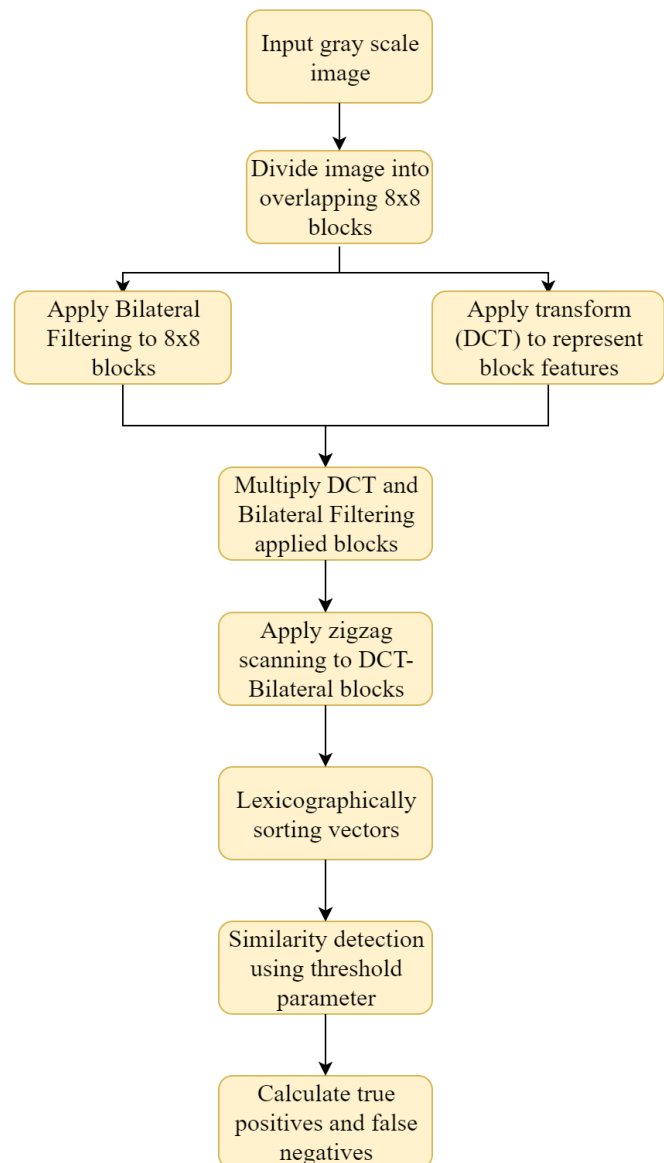 Input gray scale
image
Divide image into
overlapping 8x8
blocks
Apply Bilateral
Filtering to 8x8
blocks
Apply transform
(DCT) to represent
block features
Multiply DCT and
Bilateral Filtering
applied blocks
Apply zigzag
scanning to DCT-
Bilateral blocks
Lexicographically
sorting vectors
Similarity detection
using threshold
parameter
Calculate true
positives and false
negatives